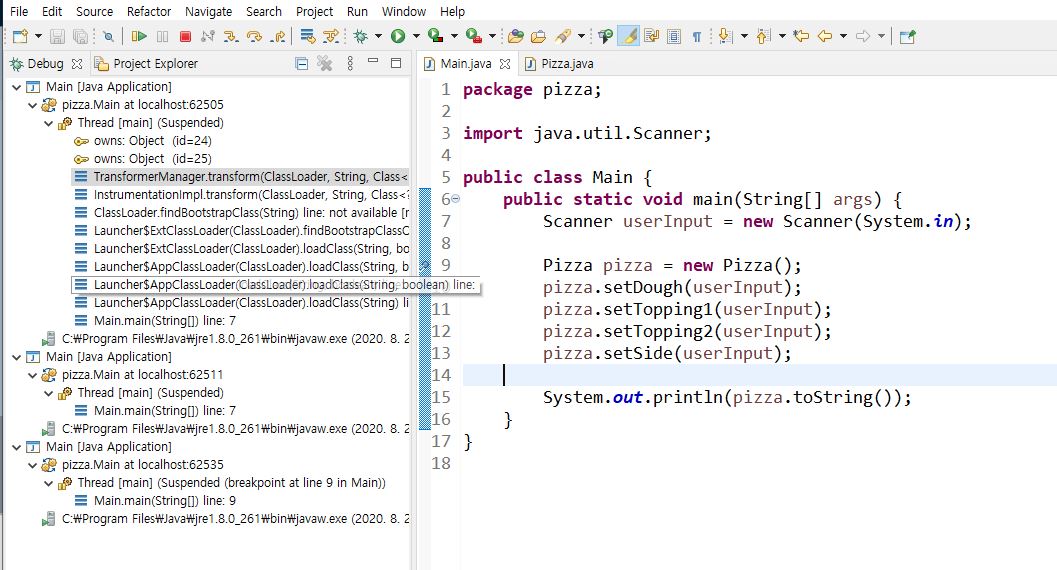 File Edit Source Refactor Navigate Search Project Run Window Help
Debug Project Explorer
Main [Java Application]
pizza.Main at localhost:62505
Thread [main] (Suspended)
owns: Object (id=24)
owns: Object (id=25)
TransformerManager.transform(ClassLoader, String, Class<
InstrumentationImpl.transform(ClassLoader, String, Class<?
ClassLoader.findBootstrapClass(String) line: not available [r
Launcher$ExtClassLoader(ClassLoader).findBootstrapClassC
Launcher$ExtClassLoader(ClassLoader).loadClass(String, bo
Launcher$AppClassLoader(ClassLoader).loadClass(String, b
Launcher$AppClassLoader(ClassLoader).loadClass(String, boolean) line:
Launcher$AppClassLoader(ClassLoader).loadClass(String) li
Main.main(String[]) line: 7
C:₩Program Files₩Java₩jre1.8.0_261₩bin₩javaw.exe (2020. 8. 2
Main [Java Application]
pizza.Main at localhost:62511
Thread [main] (Suspended)
Main.main(String[]) line: 7
C:₩Program Files₩Java₩jre1.8.0_261₩bin₩javaw.exe (2020. 8. 2
Main [Java Application]
pizza.Main at localhost:62535
Thread [main] (Suspended (breakpoint at line 9 in Main))
Main.main(String[]) line: 9
C:₩Program Files₩Java₩jre1.8.0_261₩bin₩javaw.exe (2020. 8. 2
Main.java Pizza.java
1 package pizza;
2
3 import java.util.Scanner;
4
5 public class Main {
6 public static void main(String[] args) {
7 Scanner userInput = new Scanner(System.in);
8
9 Pizza pizza = new Pizza();
pizza.setDough(userInput);
11 pizza.setTopping1(userInput);
12 pizza.setTopping2(userInput);
13 pizza.setSide(userInput);
14
15 System.out.println(pizza.toString());
16 }
17 }
18